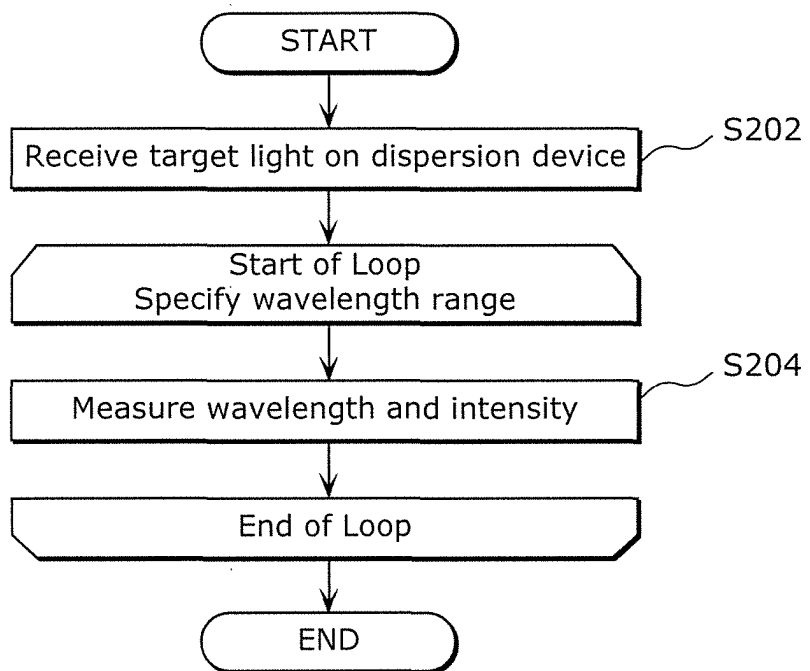 START
Receive target light on dispersion device
S202
Start of Loop
Specify wavelength range
S204
Measure wavelength and intensity
End of Loop
END